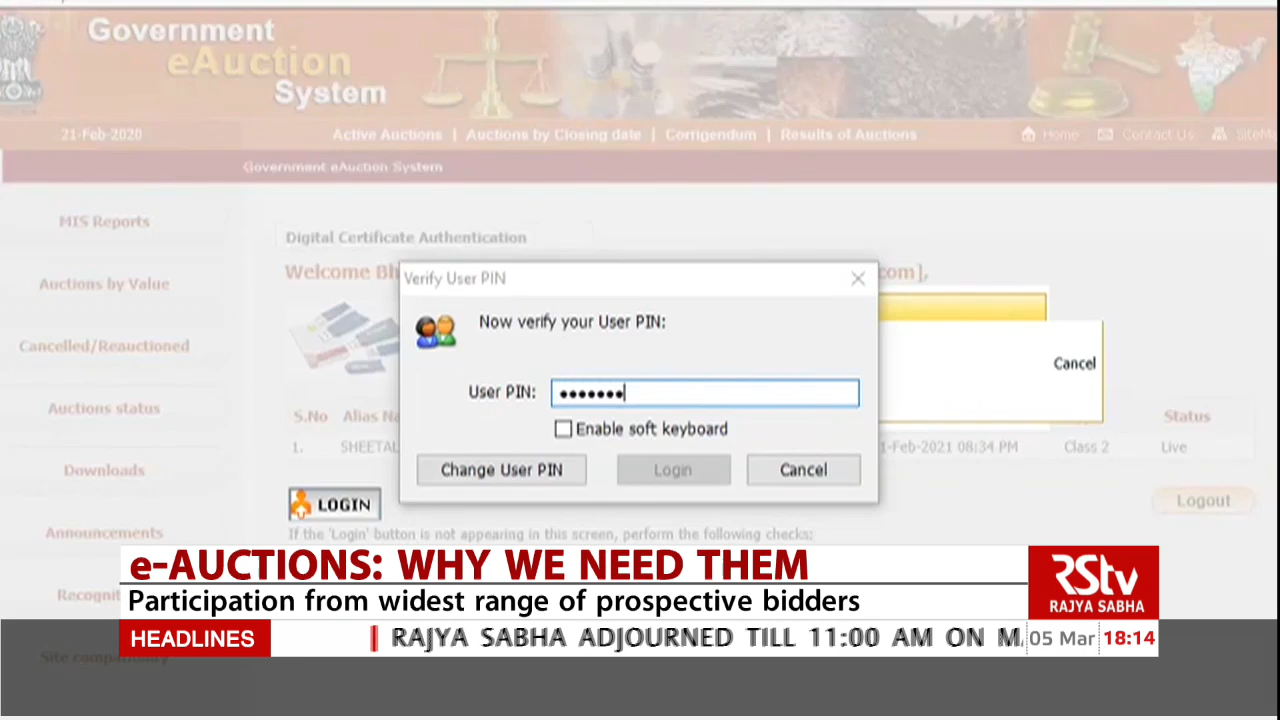 Government
eAuction
System
21-Feb-2020
Active Auctions | Auctions by Closing date | Corrigendum | Results of Auctions
Home
Contact Us
Government eAuction System
MIS Reports
Auctions by Value
Cancelled/Reauctioned
Auctions status
Downloads
Announcements
Recognit
Digital Certificate Authentication
Welcome Bh
com],
Verify User PIN
Now verify your User PIN:
User PIN: •••••••
Enable soft keyboard
Change User PIN
Login
Cancel
Cancel
S.No Alias Na
Status
1. SHEETAL
1-Feb-2021 08:34 PM
Class 2
Live
LOGIN
Logout
If the 'Login' button is not appearing in this screen, perform the following checks:
e-AUCTIONS: WHY WE NEED THEM
Participation from widest range of prospective bidders
RSTV
RAJYA SABHA
HEADLINES
RAJYA SABHA ADJOURNED TILL 11:00 AM ON MA
05 Mar 18:14